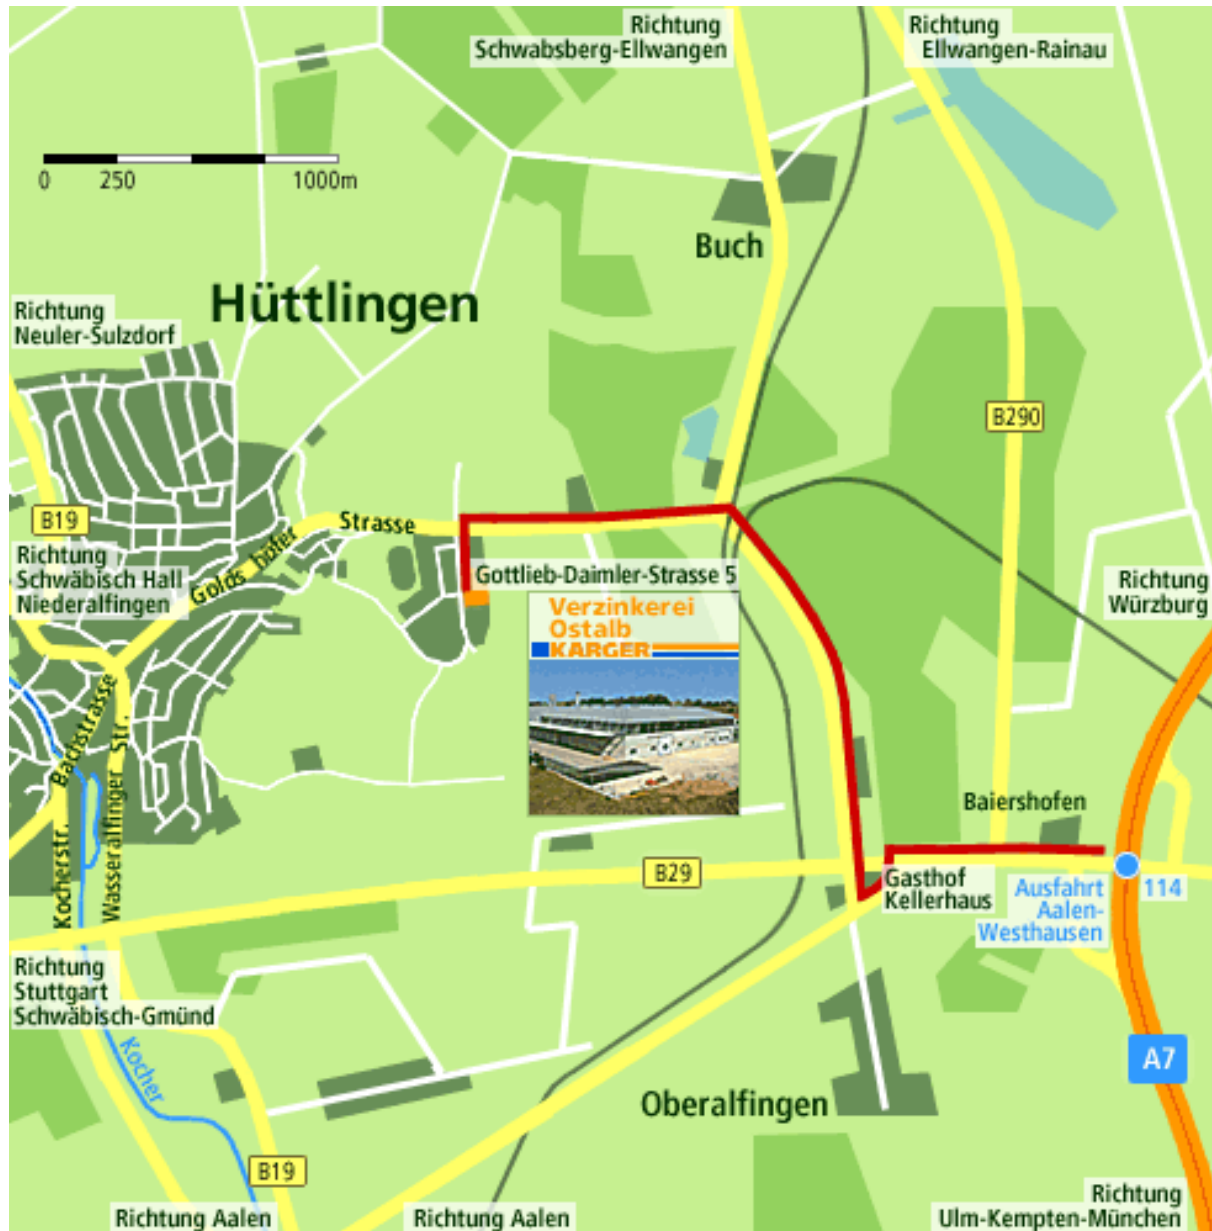 Richtung
Schwabsberg-Ellwangen
Richtung
Ellwangen-Rainau
0 250 1000m
Buch
Hüttlingen
Richtung
Neuler-Sulzdorf
B290
B19
Strasse
Golds höfer
Richtung
Schwäbisch Hall
Niederalfingen
Gottlieb-Daimler-Strasse 5
Richtung
Würzburg
Verzinkerei
Ostalb
KARGER
Bachstrasse
Wasseralfinger Str.
Kocherstr.
Baiershofen
B29
Gasthof
Kellerhaus
Ausfahrt
Aalen-
Westhausen
114
Richtung
Stuttgart
Schwäbisch-Gmünd
Kocher
A7
Oberalfingen
B19
Richtung Aalen
Richtung Aalen
Richtung
Ulm-Kempten-München